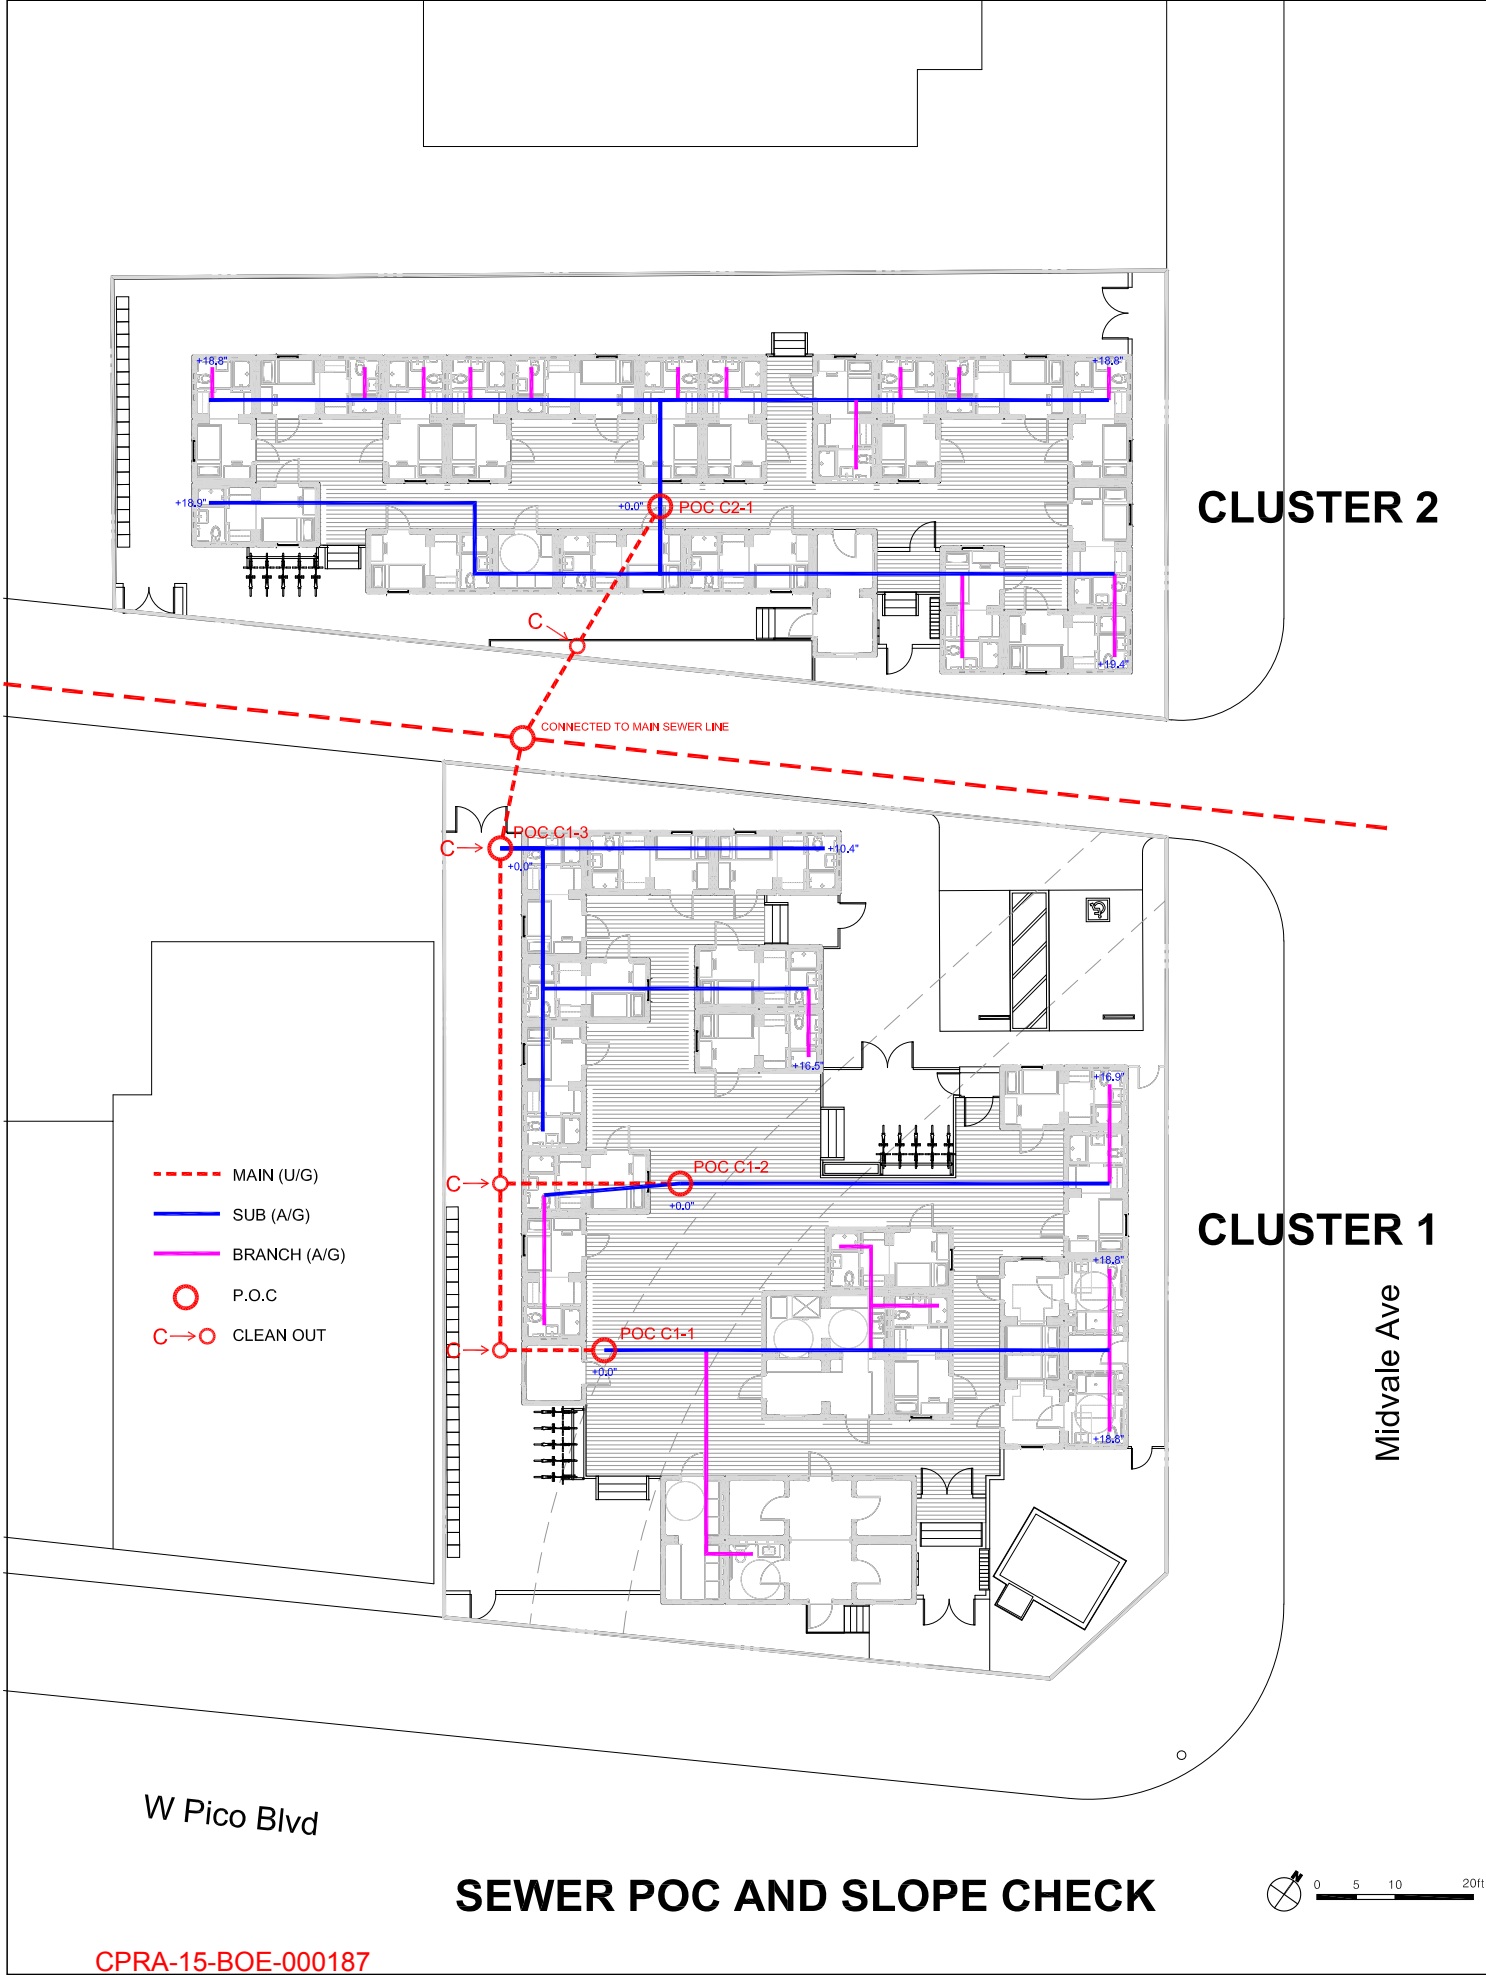 +18.8"
+18.8"
+18.9"
+0.0"
POC C2-1
CLUSTER 2
C
+19.4"
CONNECTED TO MAIN SEWER LINE
POC C1-3
C
+0.0"
+10.4"
+16.5"
+16.9"
MAIN (U/G)
SUB (A/G)
BRANCH (A/G)
P.O.C
C
CLEAN OUT
C
POC C1-2
+0.0"
CLUSTER 1
+18.8"
C
POC C1-1
+0.0"
+18.8"
Midvale Ave
W Pico Blvd
SEWER POC AND SLOPE CHECK
N
0 5 10 20ft
CPRA-15-BOE-000187